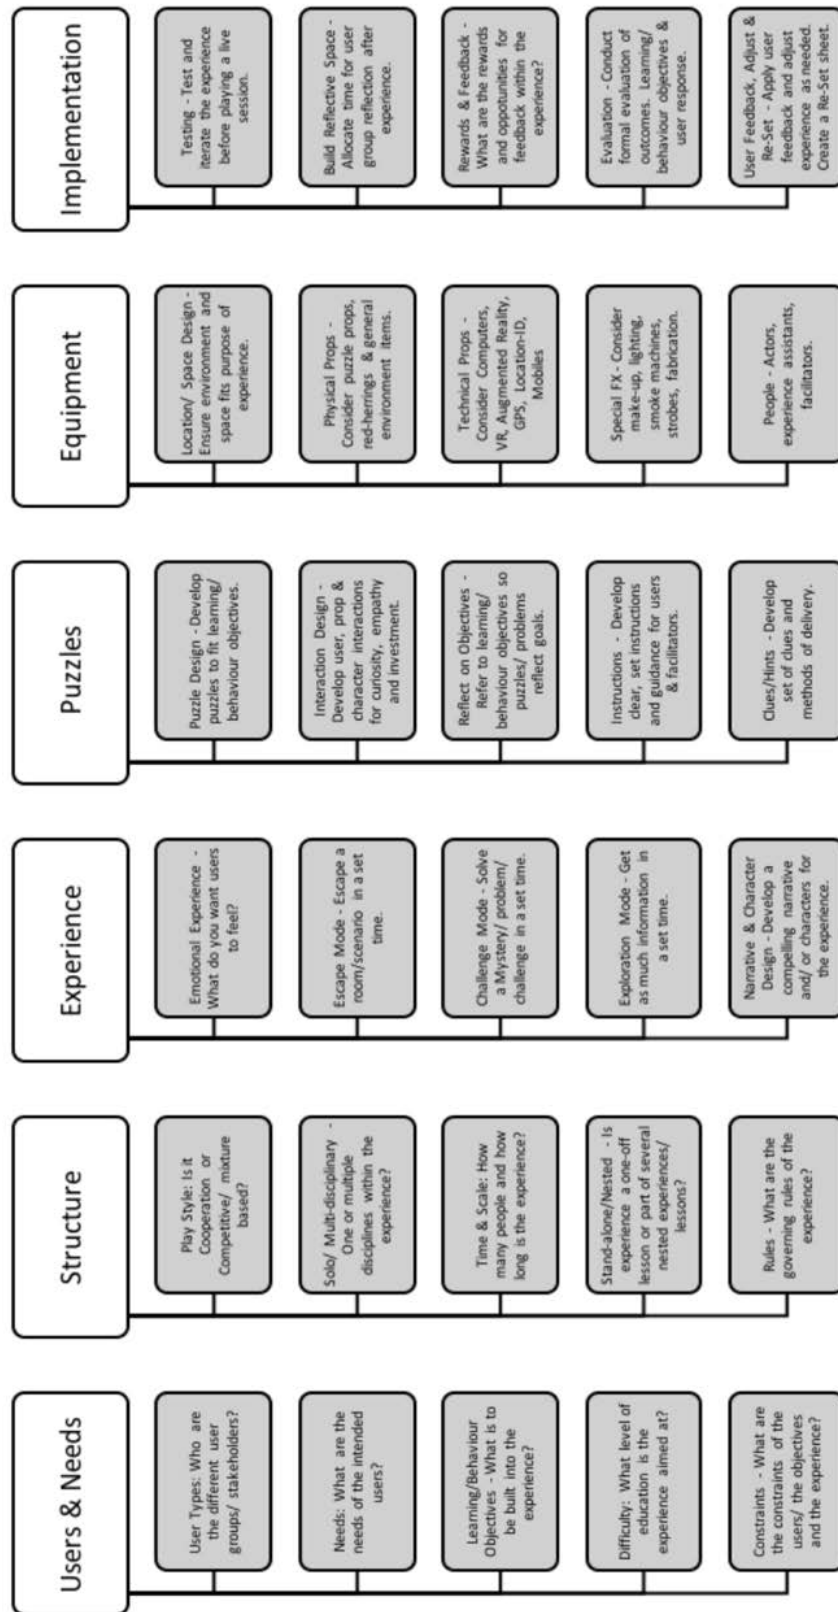 Users & Needs
User Types: Who are
the different user
groups/ stakeholders?
Needs: What are the
needs of the intended
users?
Learning/Behaviour
Objectives - What is to
be built into the
experience?
Difficulty: What level of
education is the
experience aimed at?
Constraints - What are
the constraints of the
users/ the objectives
and the experience?
Structure
Play Style: Is it
Cooperation or
Competitive/ mixture
based?
Solo/ Multi-disciplinary -
One or multiple
disciplines within the
experience?
Time & Scale: How
many people and how
long is the experience?
Stand-alone/Nested - Is
experience a one-off
lesson or part of several
nested experiences/
lessons?
Rules - What are the
governing rules of the
experience?
Experience
Emotional Experience -
What do you want users
to feel?
Escape Mode - Escape a
room/scenario in a set
time.
Challenge Mode - Solve
a Mystery/ problem/
challenge in a set time.
Exploration Mode - Get
as much information in
a set time.
Narrative & Character
Design - Develop a
compelling narrative
and/ or characters for
the experience.
Puzzles
Puzzle Design - Develop
puzzles to fit learning/
behaviour objectives.
Interaction Design -
Develop user, prop &
character interactions
for curiosity, empathy
and investment.
Reflect on Objectives -
Refer to learning/
behaviour objectives so
puzzles/ problems
reflect goals.
Instructions - Develop
clear, set instructions
and guidance for users
& facilitators.
Clues/Hints - Develop
set of clues and
methods of delivery.
Equipment
Location/ Space Design -
Ensure environment and
space fits purpose of
experience.
Physical Props -
Consider puzzle props,
red-herrings & general
environment items.
Technical Props -
Consider Computers,
VR, Augmented Reality,
GPS, Location-ID,
Mobiles
Special FX - Consider
make-up, lighting,
smoke machines,
strobes, fabrication.
People - Actors,
experience assistants,
facilitators.
Implementation
Testing - Test and
iterate the experience
before playing a live
session.
Build Reflective Space -
Allocate time for user
group reflection after
experience.
Rewards & Feedback -
What are the rewards
and oppotunities for
feedback within the
experience?
Evaluation - Conduct
formal evaluation of
outcomes. Learning/
behaviour objectives &
user response.
User Feedback, Adjust &
Re-Set - Apply user
feedback and adjust
experience as needed.
Create a Re-Set sheet.